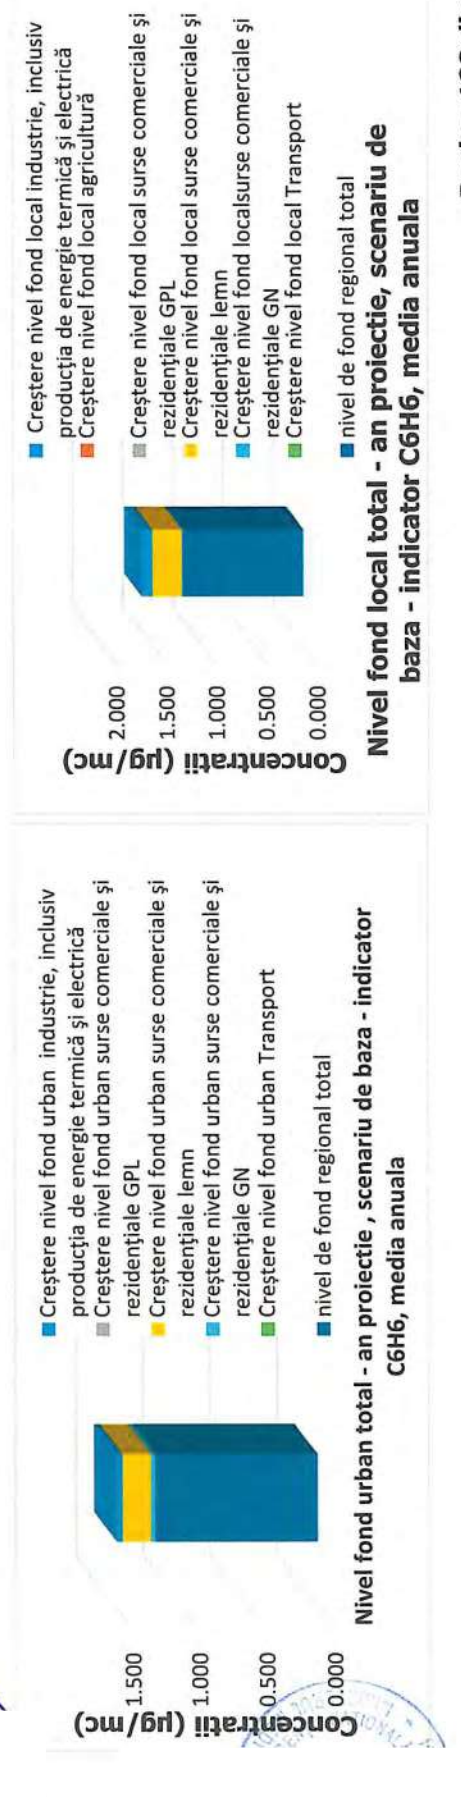 Concentratii (µg/mc)
1.500
1.000
0.500
0.000
Creștere nivel fond urban industrie, inclusiv
producția de energie termică și electrică
Creștere nivel fond urban surse comerciale și
rezidențiale GPL
Creștere nivel fond urban surse comerciale și
rezidențiale lemn
Creștere nivel fond urban surse comerciale și
rezidențiale GN
Creștere nivel fond urban Transport
nivel de fond regional total
Nivel fond urban total - an proiectie , scenariu de baza - indicator
C6H6, media anuala
Concentratii (µg/mc)
2.000
1.500
1.000
0.500
0.000
Creștere nivel fond local industrie, inclusiv
producția de energie termică și electrică
Creștere nivel fond local agricultură
Creștere nivel fond local surse comerciale și
rezidențiale GPL
Creștere nivel fond local surse comerciale și
rezidențiale lemn
Creștere nivel fond localsurse comerciale și
rezidențiale GN
Creștere nivel fond local Transport
nivel de fond regional total
Nivel fond local total - an proiectie, scenariu de
baza - indicator C6H6, media anuala